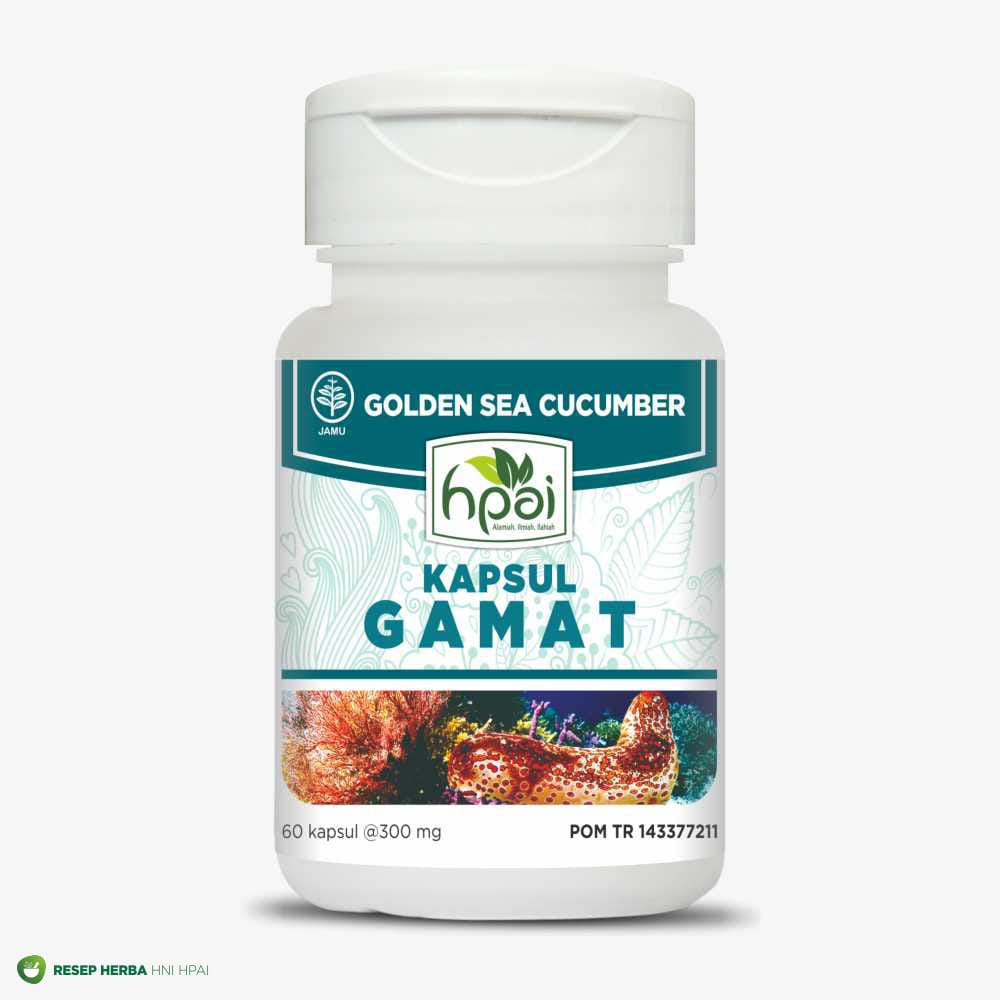 GOLDEN SEA CUCUMBER
JAMU
hpai
Alamiah, Ilmiah, Ilahiah
KAPSUL
GAMAT
60 kapsul @300 mg
POM TR 143377211
RESEP HERBA HNI HPAI